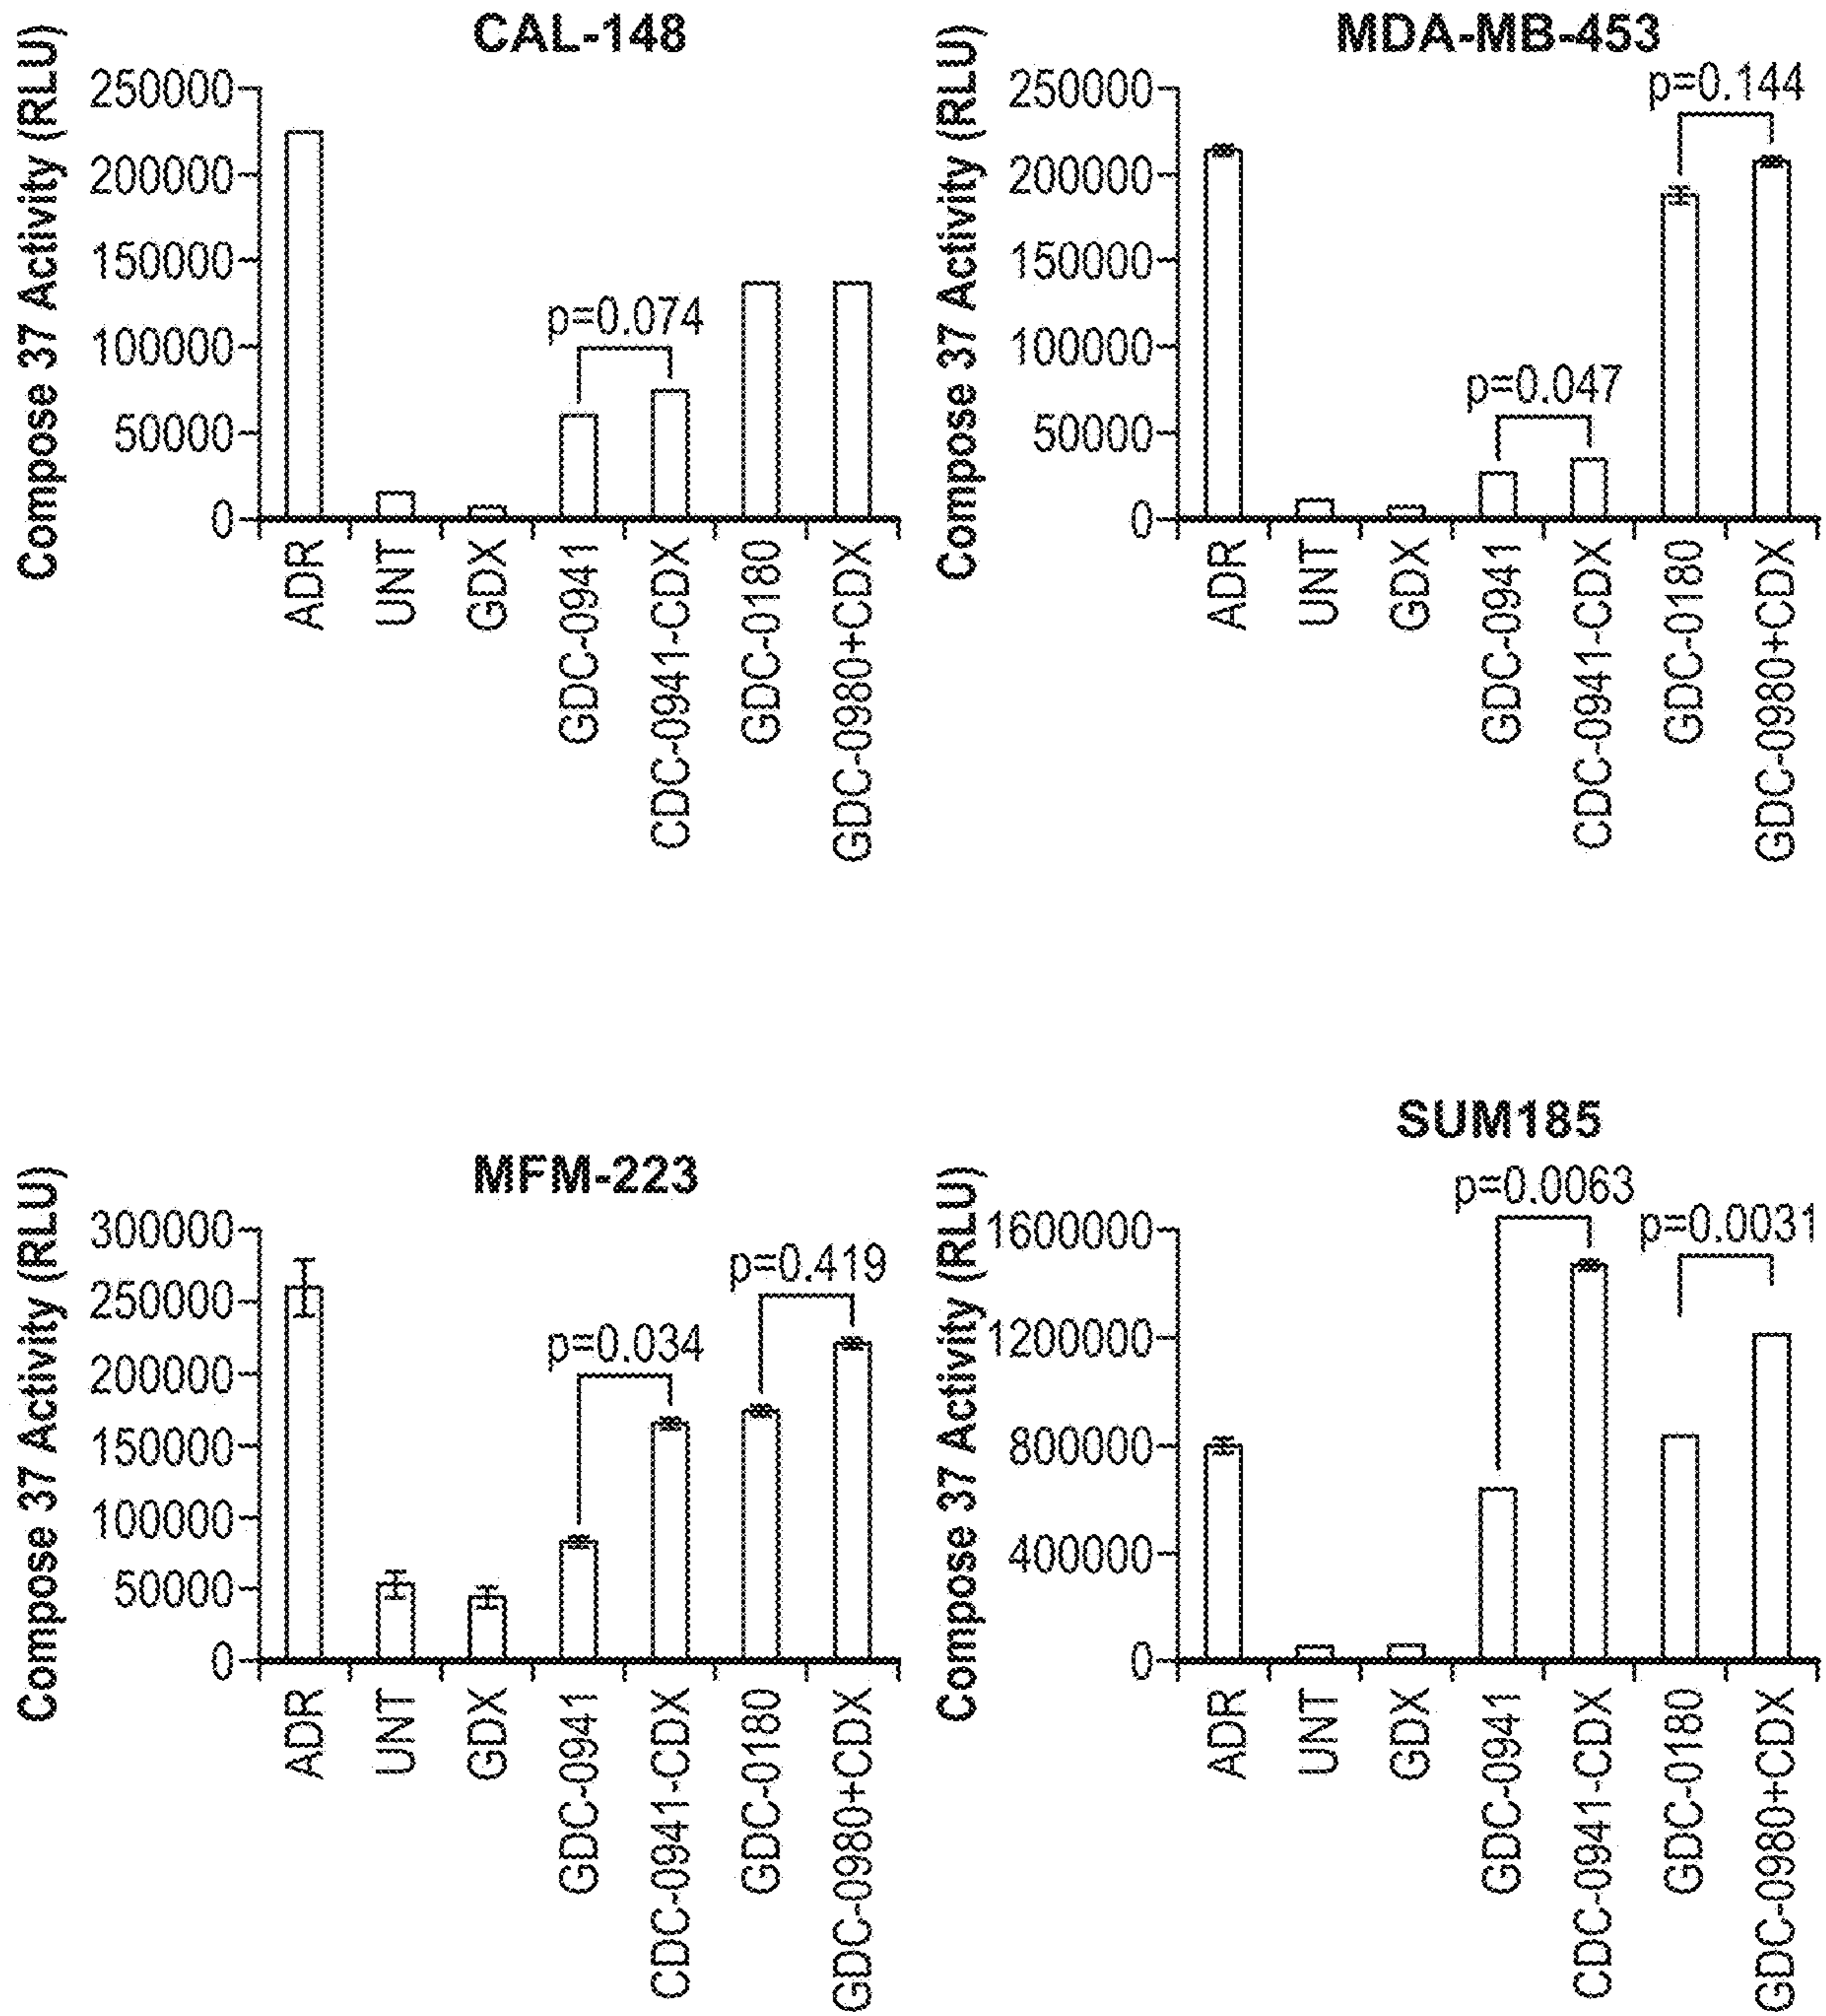 CAL-148
Compose 37 Activity (RLU)
250000
200000
150000
100000
50000
0
p=0.074
ADR
UNT
GDX
GDC-0941
CDC-0941-CDX
GDC-0180
GDC-0980+CDX
MDA-MB-453
Compose 37 Activity (RLU)
250000
200000
150000
100000
50000
0
p=0.047
p=0.144
ADR
UNT
GDX
GDC-0941
CDC-0941-CDX
GDC-0180
GDC-0980+CDX
MFM-223
Compose 37 Activity (RLU)
300000
250000
200000
150000
100000
50000
0
p=0.034
p=0.419
ADR
UNT
GDX
GDC-0941
CDC-0941-CDX
GDC-0180
GDC-0980+CDX
SUM185
Compose 37 Activity (RLU)
1600000
1200000
800000
400000
0
p=0.0063
p=0.0031
ADR
UNT
GDX
GDC-0941
CDC-0941-CDX
GDC-0180
GDC-0980+CDX